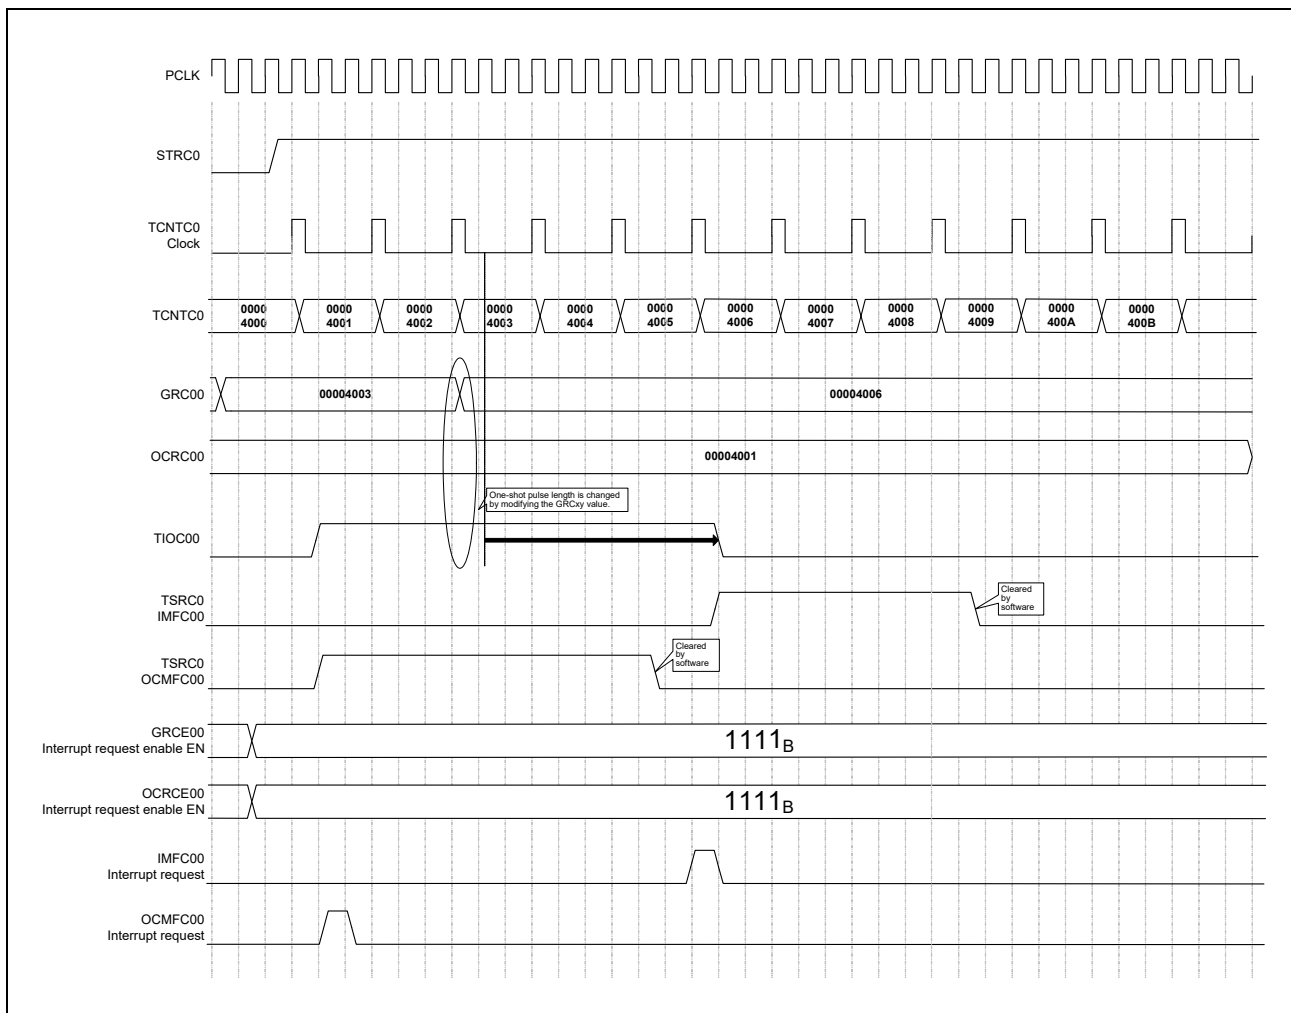 PCLK
STRC0
TCNTC0
Clock
TCNTC0
0000
4000
0000
4001
0000
4002
0000
4003
0000
4004
0000
4005
0000
4006
0000
4007
0000
4008
0000
4009
0000
400A
0000
400B
GRC00
00004003
00004006
OCRC00
00004001
One-shot pulse length is changed
by modifying the GRCxy value.
TIOC00
TSRC0
IMFC00
Cleared
by
software
TSRC0
OCMFC00
Cleared
by
software
GRCE00
Interrupt request enable EN
1111B
OCRCE00
Interrupt request enable EN
1111B
IMFC00
Interrupt request
OCMFC00
Interrupt request